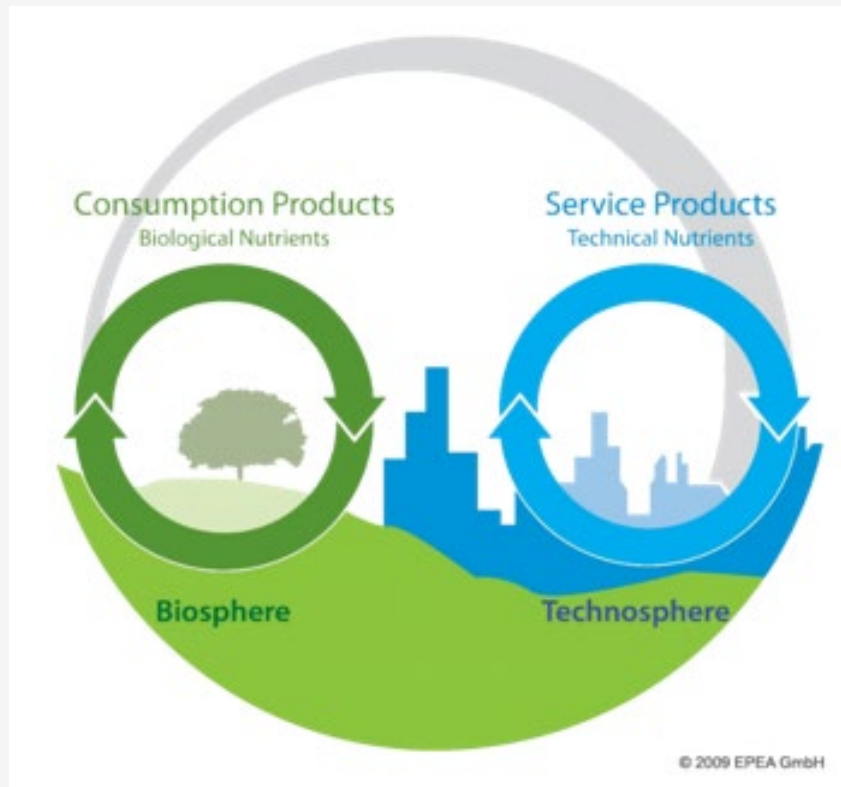 Consumption Products
Biological Nutrients
Service Products
Technical Nutrients
Biosphere
Technosphere
© 2009 EPEA GmbH